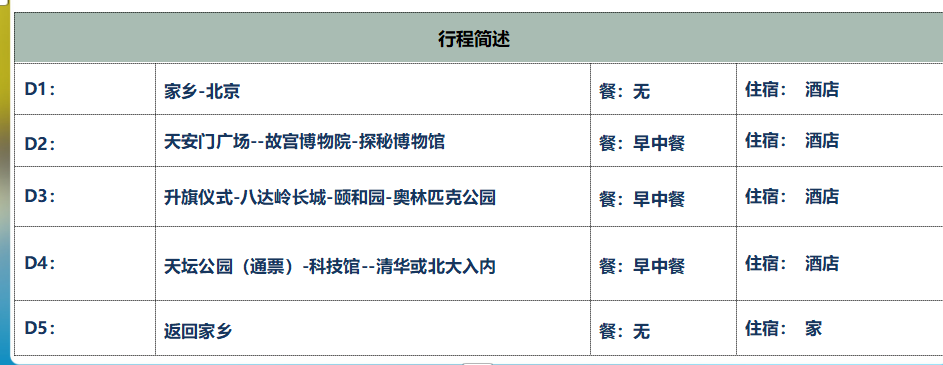 行程简述
D1： 家乡-北京 餐：无 住宿： 酒店
D2： 天安门广场--故宫博物院-探秘博物馆 餐：早中餐 住宿： 酒店
D3： 升旗仪式-八达岭长城-颐和园-奥林匹克公园 餐：早中餐 住宿： 酒店
D4： 天坛公园（通票）-科技馆--清华或北大入内 餐：早中餐 住宿： 酒店
D5： 返回家乡 餐：无 住宿： 家